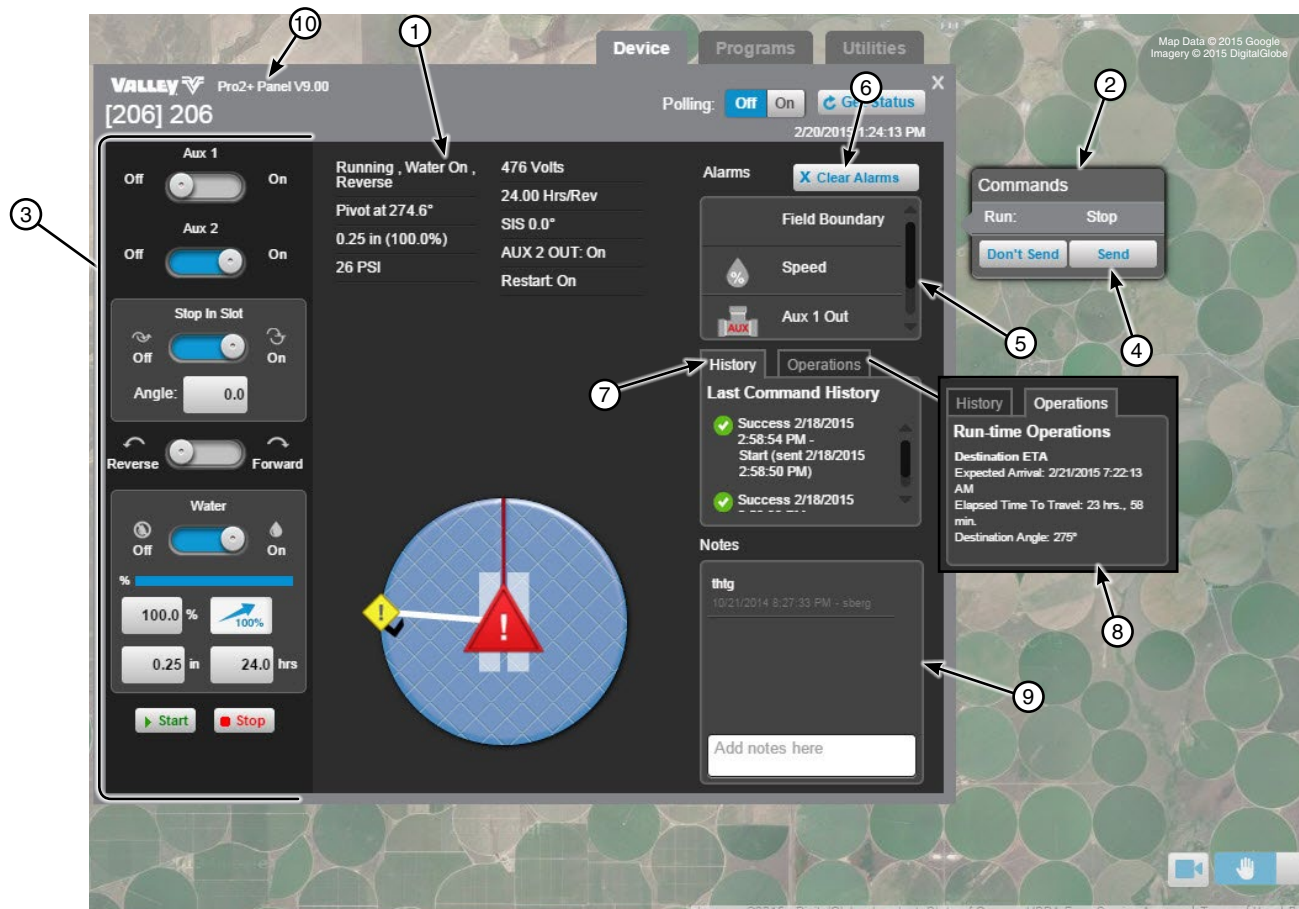 10
1
Device Programs Utilities
Map Data © 2015 Google
Imagery © 2015 DigitalGlobe
VALLEY Pro2+ Panel V9.00
[206] 206
Polling: Off On Get Status X
2/20/2015 1:24:13 PM
6
2
3
Aux 1
Off On
Aux 2
Off On
Stop In Slot
Off On
Angle: 0.0
Reverse Forward
Water
Off On
%
100.0 % 100%
0.25 in 24.0 hrs
Start Stop
Running , Water On ,
Reverse
Pivot at 274.6°
0.25 in (100.0%)
26 PSI
476 Volts
24.00 Hrs/Rev
SIS 0.0°
AUX 2 OUT: On
Restart: On
!
!
Alarms X Clear Alarms
Field Boundary
% Speed
AUX Aux 1 Out
5
Commands
Run: Stop
Don't Send Send
4
7
History Operations
Last Command History
Success 2/18/2015
2:58:54 PM -
Start (sent 2/18/2015
2:58:50 PM)
Success 2/18/2015
History Operations
Run-time Operations
Destination ETA
Expected Arrival: 2/21/2015 7:22:13
AM
Elapsed Time To Travel: 23 hrs., 58
min.
Destination Angle: 275°
8
Notes
thtg
10/21/2014 8:27:33 PM - sberg
9
Add notes here